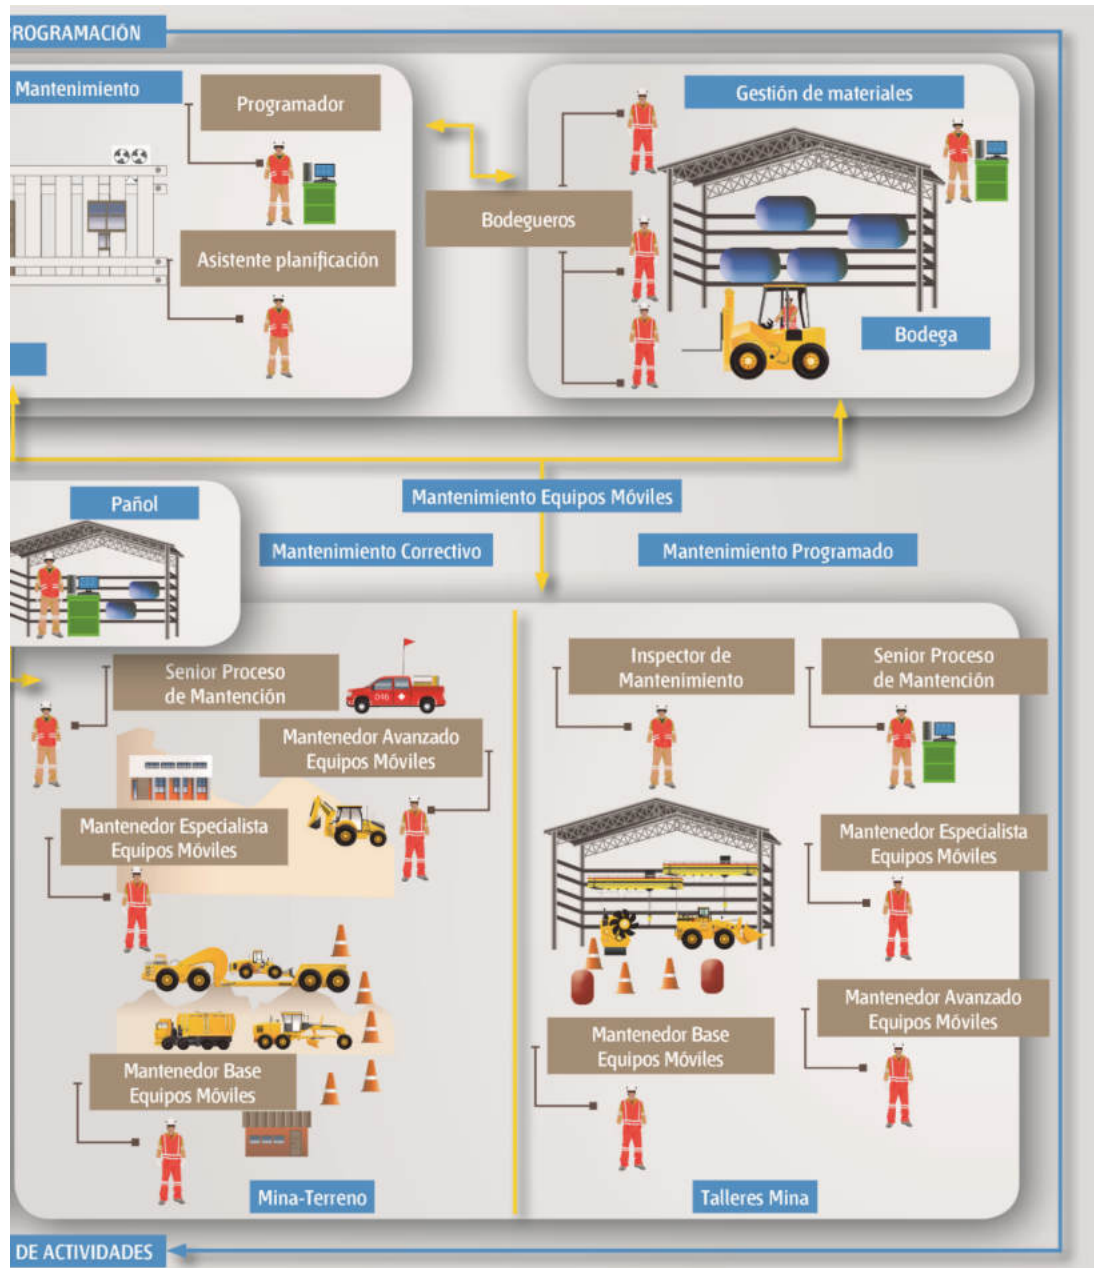 PROGRAMACIÓN
Mantenimiento
Programador
Asistente planificación
Gestión de materiales
Bodegueros
Bodega
Mantenimiento Equipos Móviles
Pañol
Mantenimiento Correctivo
Mantenimiento Programado
Senior Proceso
de Mantención
Mantenedor Avanzado
Equipos Móviles
Mantenedor Especialista
Equipos Móviles
Mantenedor Base
Equipos Móviles
Mina-Terreno
Inspector de
Mantenimiento
Senior Proceso
de Mantención
Mantenedor Especialista
Equipos Móviles
Mantenedor Avanzado
Equipos Móviles
Mantenedor Base
Equipos Móviles
Talleres Mina
DE ACTIVIDADES